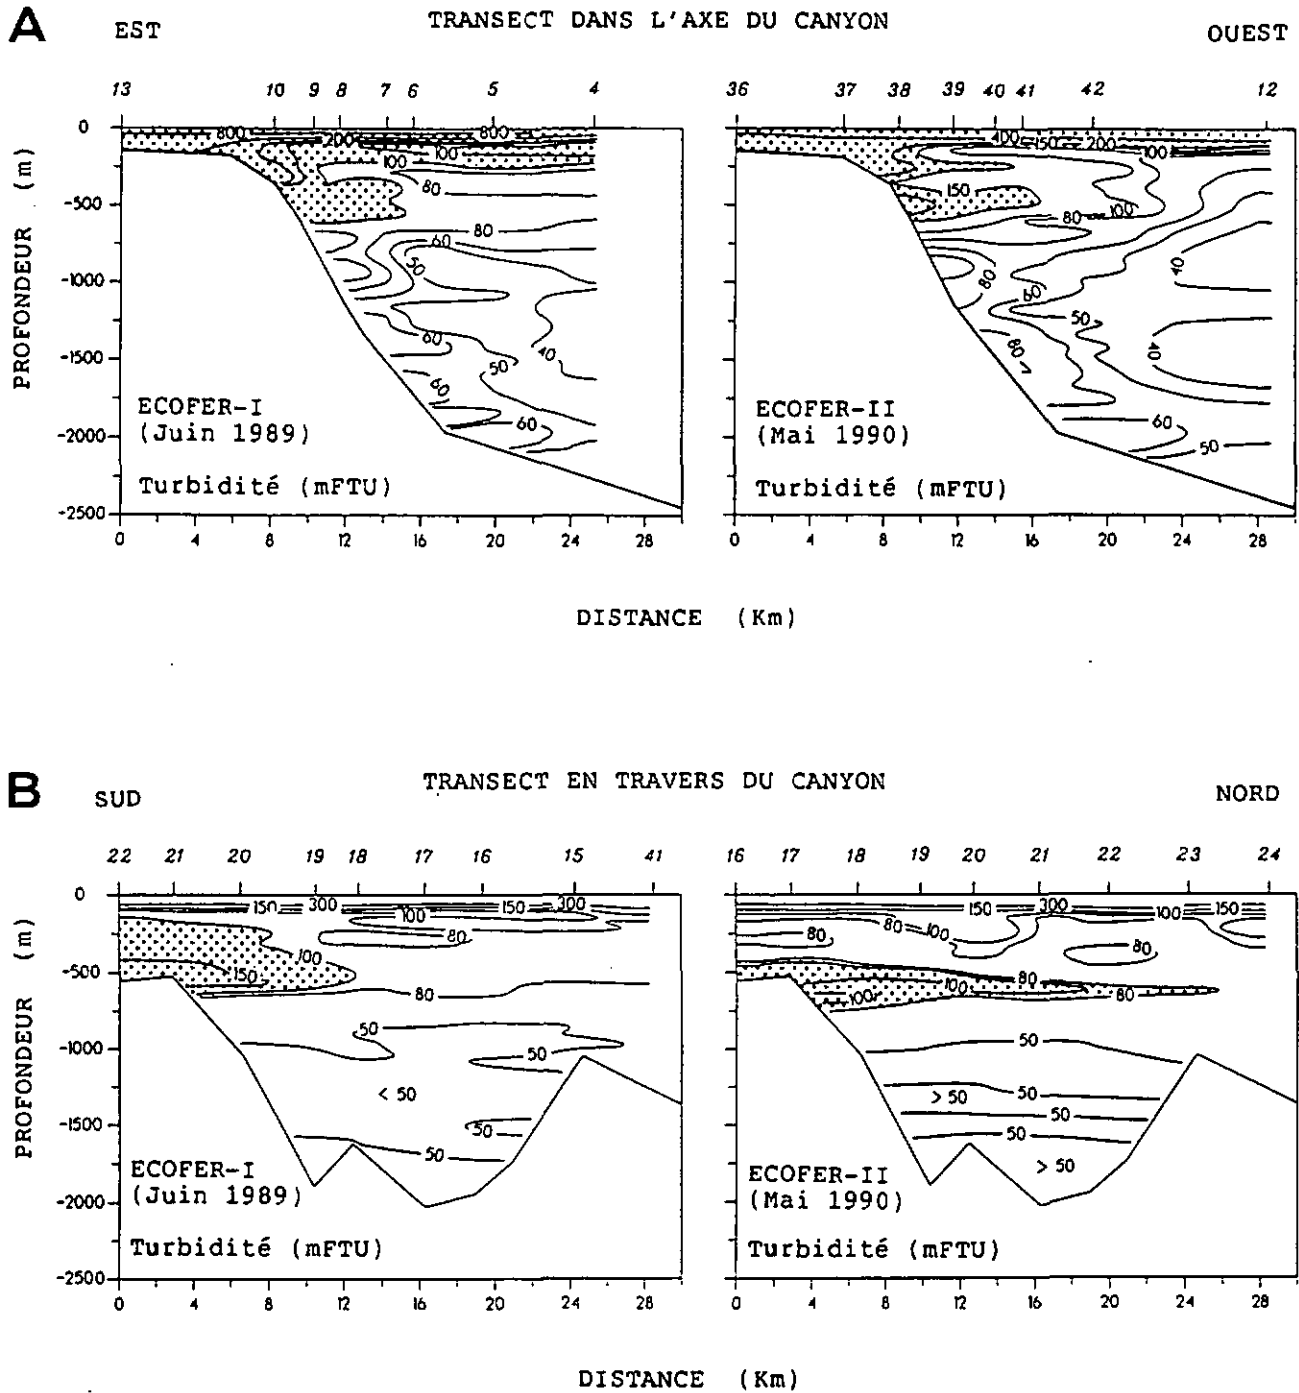 A
TRANSECT DANS L'AXE DU CANYON
EST
OUEST
13 10 9 8 7 6 5 4
36 37 38 39 40 41 42 12
PROFONDEUR (m)
0
-500
-1000
-1500
-2000
-2500
800 200 800
100 100
80
80
60
50
60
40
50
60
60
ECOFER-I
(Juin 1989)
Turbidité (mFTU)
0 4 8 12 16 20 24 28
400 150 200
100
150
100
80
40
80
60
50
80
40
60
50
ECOFER-II
(Mai 1990)
Turbidité (mFTU)
0 4 8 12 16 20 24 28
DISTANCE (Km)
B
TRANSECT EN TRAVERS DU CANYON
SUD
NORD
22 21 20 19 18 17 16 15 41
16 17 18 19 20 21 22 23 24
PROFONDEUR (m)
0
-500
-1000
-1500
-2000
-2500
150 300 150
100
80
100
150
80
50
50
< 50
50
50
ECOFER-I
(Juin 1989)
Turbidité (mFTU)
0 4 8 12 16 20 24 28
150 300 150
100
80 80 100
80
80
100 100 80
50
> 50 50
50
50
> 50
ECOFER-II
(Mai 1990)
Turbidité (mFTU)
0 4 8 12 16 20 24 28
DISTANCE (Km)